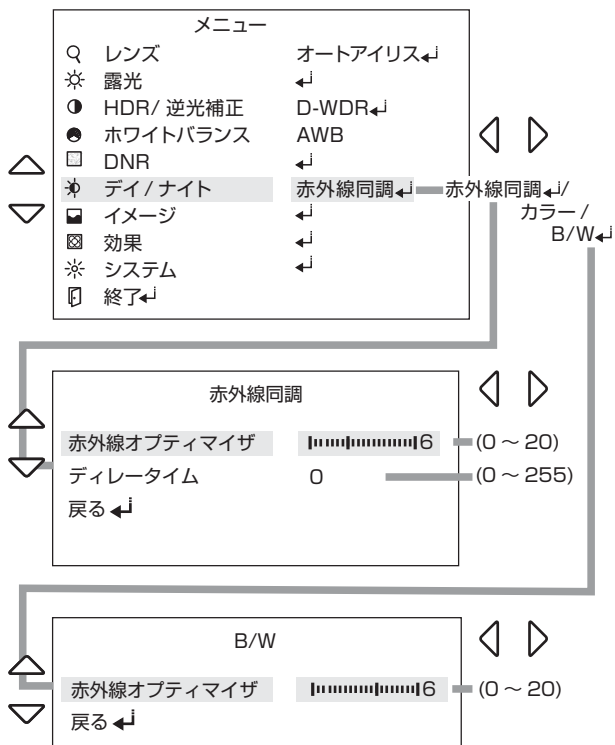 メニュー
レンズ オートアイリス↵
露光 ↵
HDR/ 逆光補正 D-WDR↵
ホワイトバランス AWB
DNR ↵
デイ / ナイト 赤外線同調↵ 赤外線同調↵/
カラー /
B/W↵
イメージ ↵
効果 ↵
システム ↵
終了↵
赤外線同調
赤外線オプティマイザ 6 (0 ～ 20)
ディレータイム 0 (0 ～ 255)
戻る ↵
B/W
赤外線オプティマイザ 6 (0 ～ 20)
戻る ↵